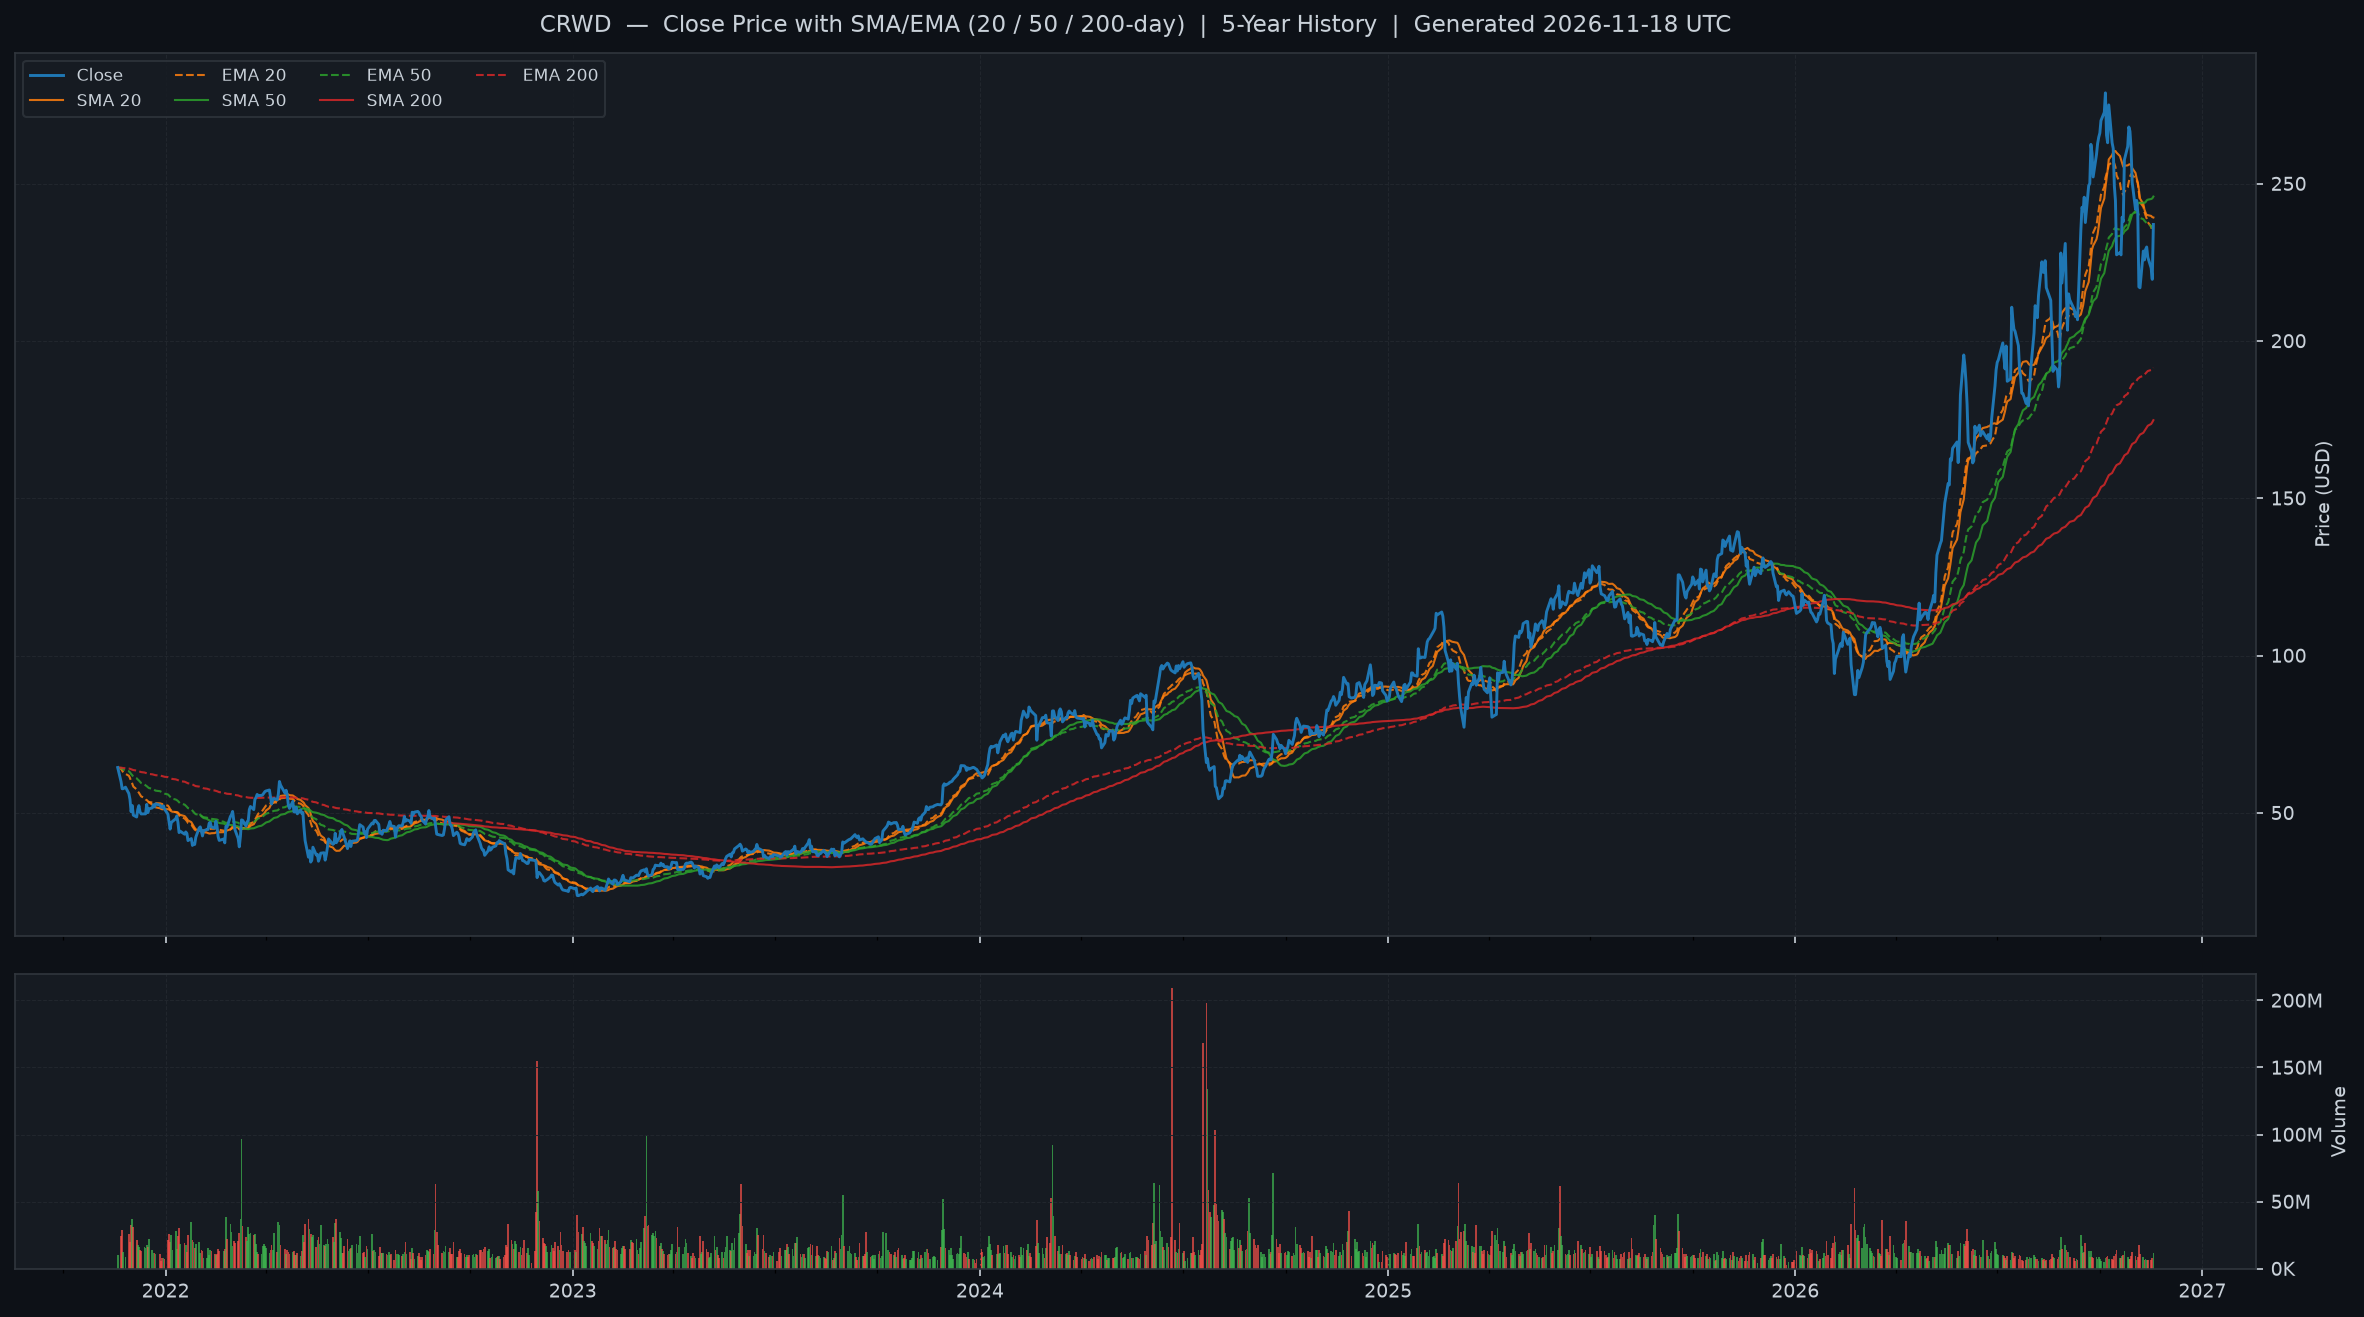 CRWD — Close Price with SMA/EMA (20 / 50 / 200-day) | 5-Year History | Generated 2026-11-18 UTC
Close EMA 20 EMA 50 EMA 200
SMA 20 SMA 50 SMA 200
250
200
150
100
50
Price (USD)
200M
150M
100M
50M
0K
Volume
2022 2023 2024 2025 2026 2027